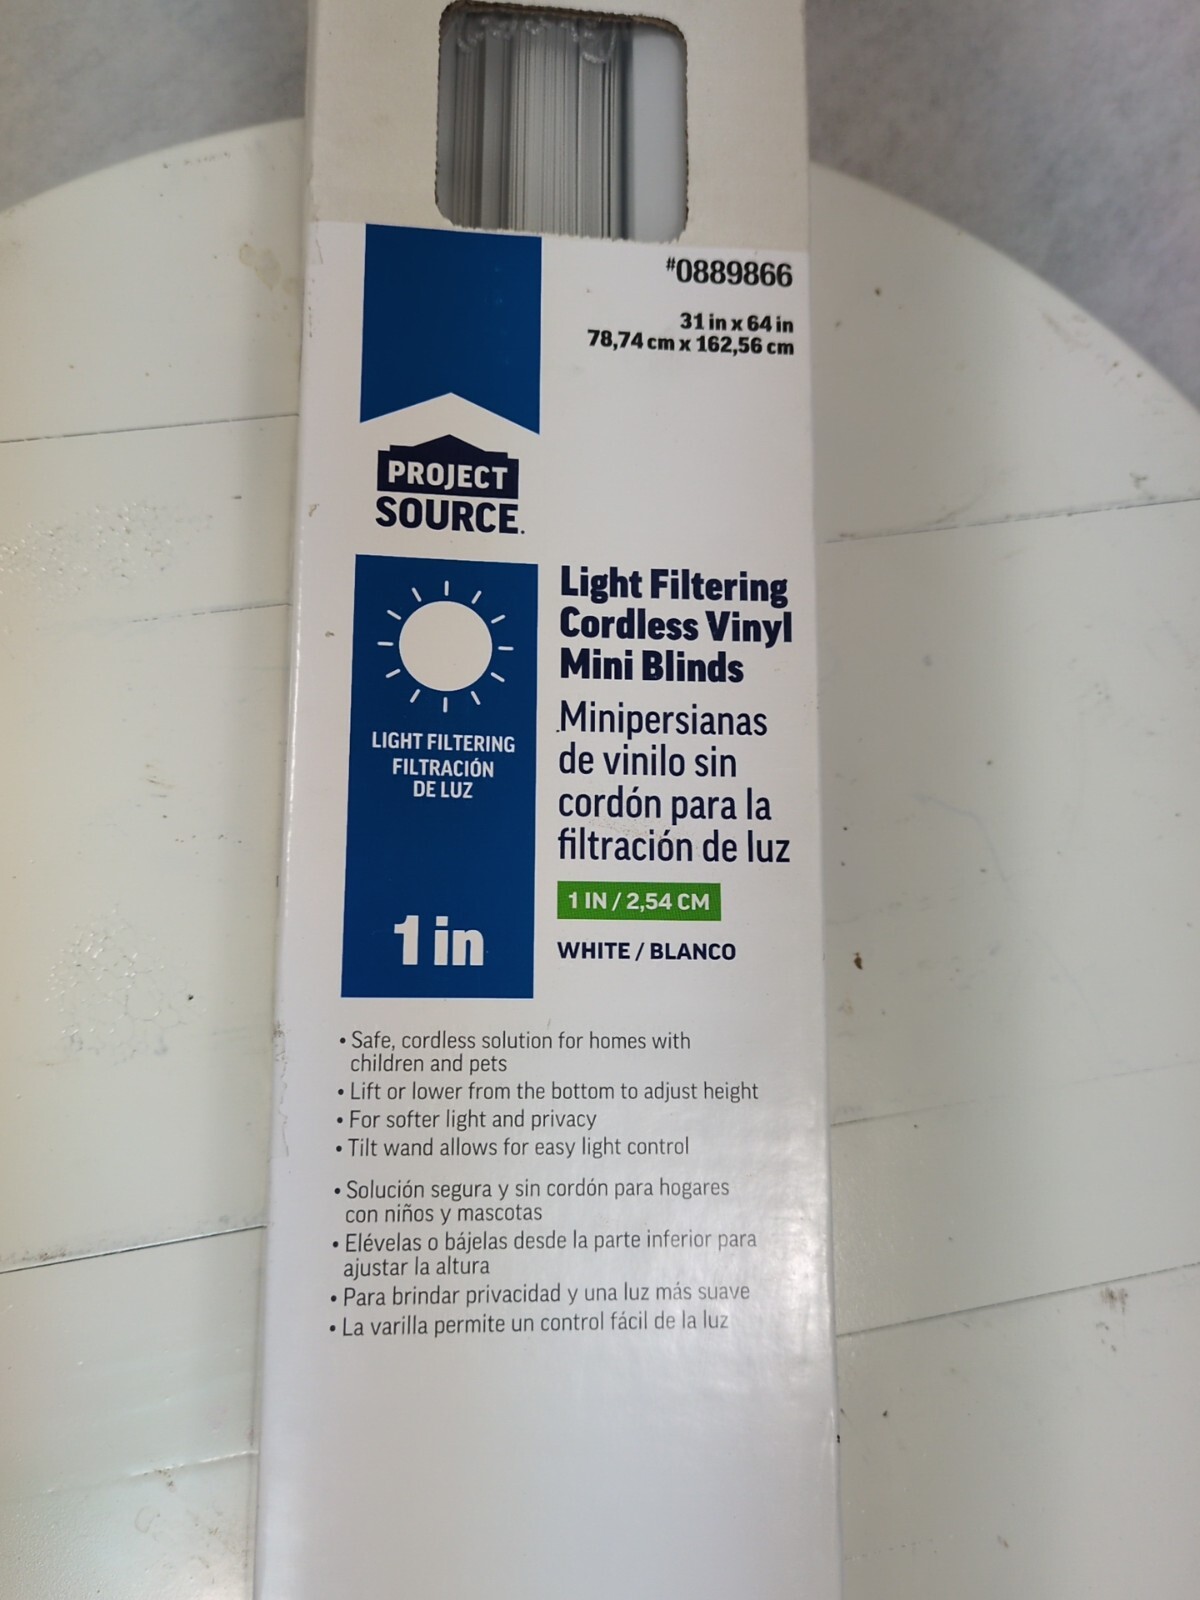 #0889866
31 in x 64 in
78,74 cm x 162,56 cm
PROJECT
SOURCE.
LIGHT FILTERING
FILTRACIÓN
DE LUZ
1 in
Light Filtering
Cordless Vinyl
Mini Blinds
Minipersianas
de vinilo sin
cordón para la
filtración de luz
1 IN / 2,54 CM
WHITE / BLANCO
• Safe, cordless solution for homes with
children and pets
• Lift or lower from the bottom to adjust height
• For softer light and privacy
• Tilt wand allows for easy light control
• Solución segura y sin cordón para hogares
con niños y mascotas
• Elévelas o bájelas desde la parte inferior para
ajustar la altura
• Para brindar privacidad y una luz más suave
• La varilla permite un control fácil de la luz